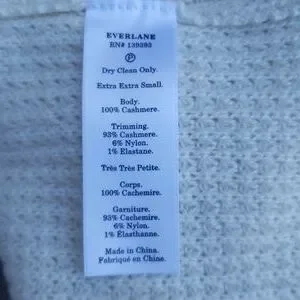 EVERLANE
RN# 139393
P
Dry Clean Only.
Extra Extra Small.
Body.
100% Cashmere.
Trimming.
93% Cashmere.
6% Nylon.
1% Elastane.
Très Très Petite.
Corps.
100% Cachemire.
Garniture.
93% Cachemire.
6% Nylon.
1% Élasthanne.
Made in China.
Fabriqué en Chine.